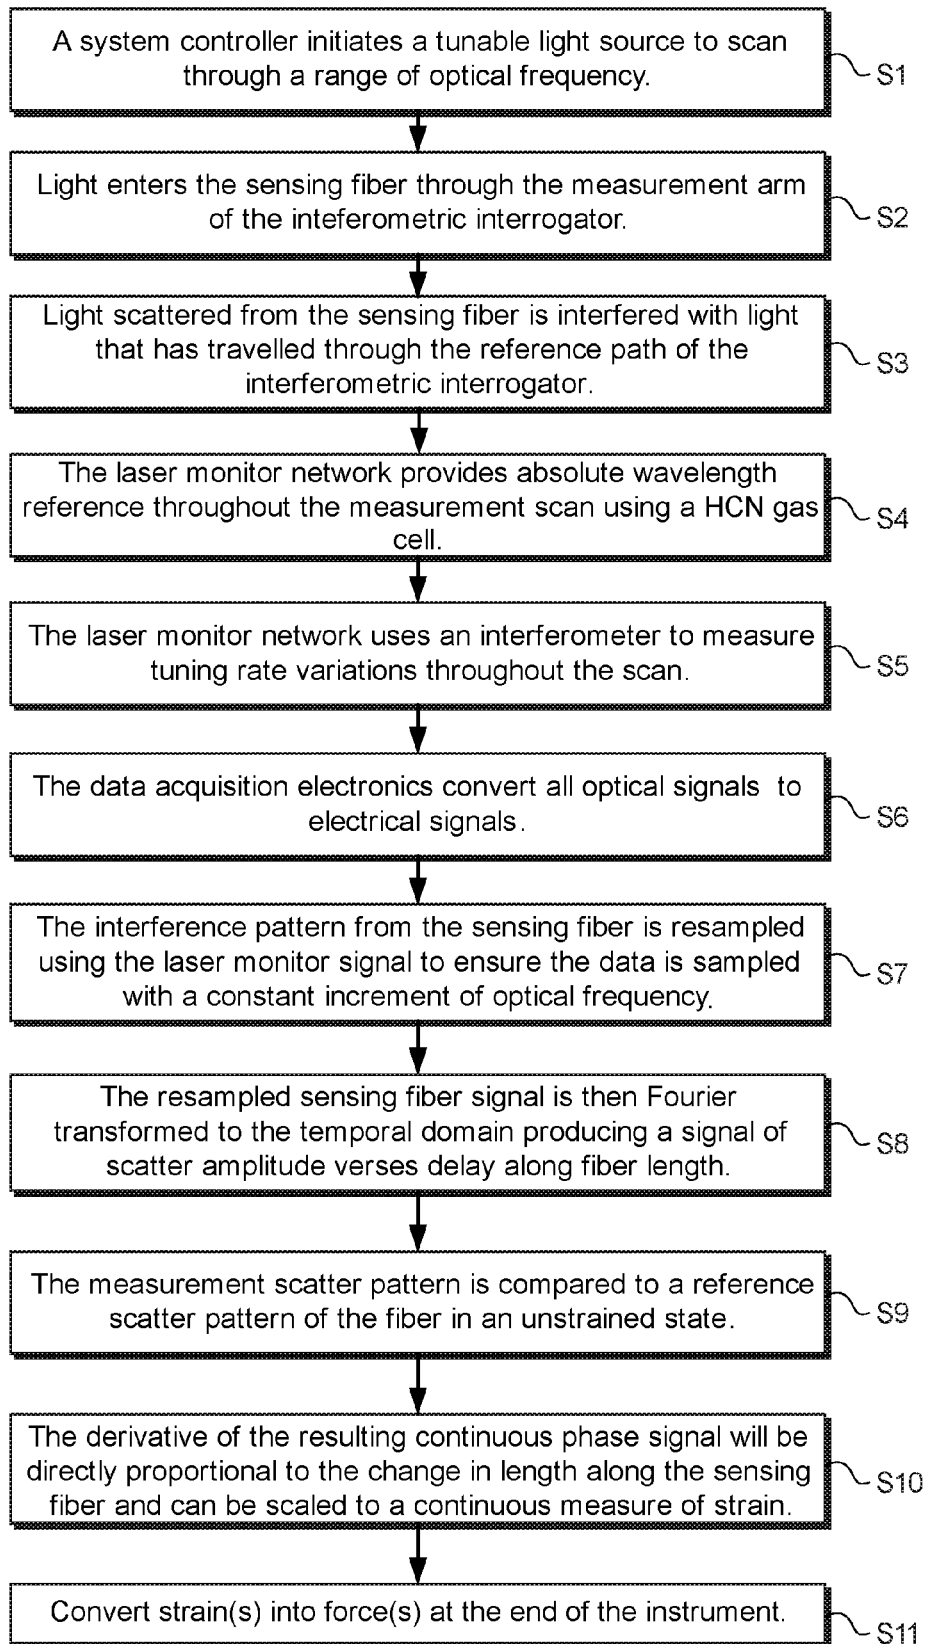 A system controller initiates a tunable light source to scan
through a range of optical frequency.
S1
Light enters the sensing fiber through the measurement arm
of the inteferometric interrogator.
S2
Light scattered from the sensing fiber is interfered with light
that has travelled through the reference path of the
interferometric interrogator.
S3
The laser monitor network provides absolute wavelength
reference throughout the measurement scan using a HCN gas
cell.
S4
The laser monitor network uses an interferometer to measure
tuning rate variations throughout the scan.
S5
The data acquisition electronics convert all optical signals to
electrical signals.
S6
The interference pattern from the sensing fiber is resampled
using the laser monitor signal to ensure the data is sampled
with a constant increment of optical frequency.
S7
The resampled sensing fiber signal is then Fourier
transformed to the temporal domain producing a signal of
scatter amplitude verses delay along fiber length.
S8
The measurement scatter pattern is compared to a reference
scatter pattern of the fiber in an unstrained state.
S9
The derivative of the resulting continuous phase signal will be
directly proportional to the change in length along the sensing
fiber and can be scaled to a continuous measure of strain.
S10
Convert strain(s) into force(s) at the end of the instrument.
S11